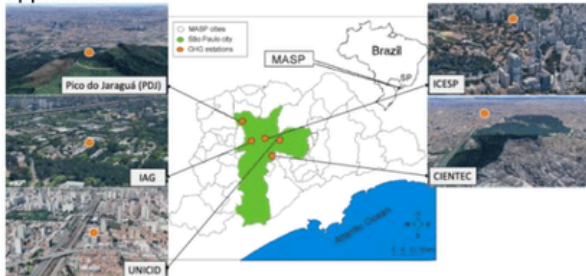 MASP cities
São Paulo city
GHG stations
Brazil
MASP
SP
Pico do Jaraguá (PDJ)
ICESP
IAG
CIENTEC
UNICID
Atlantic Ocean